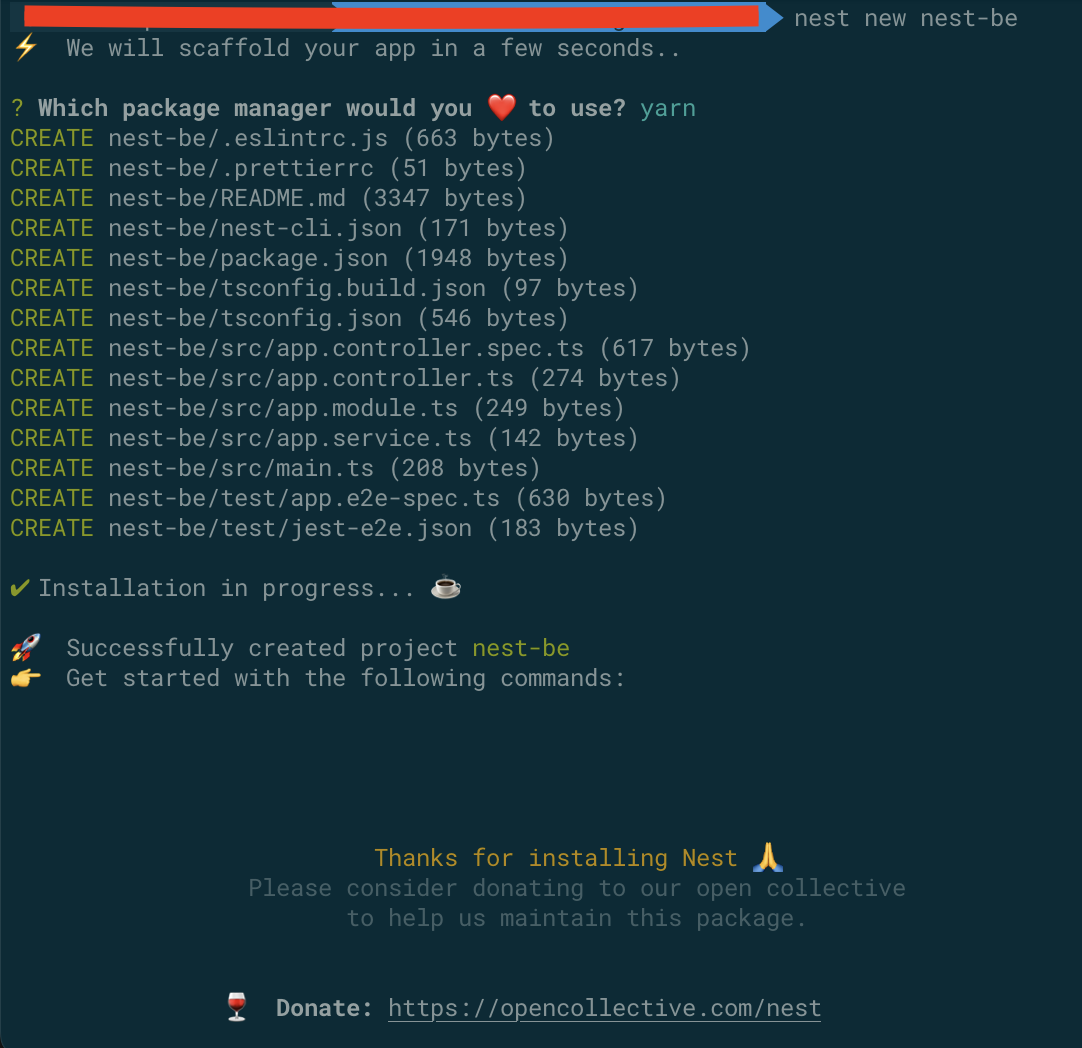 nest new nest-be
⚡ We will scaffold your app in a few seconds..
? Which package manager would you ❤️ to use? yarn
CREATE nest-be/.eslintrc.js (663 bytes)
CREATE nest-be/.prettierrc (51 bytes)
CREATE nest-be/README.md (3347 bytes)
CREATE nest-be/nest-cli.json (171 bytes)
CREATE nest-be/package.json (1948 bytes)
CREATE nest-be/tsconfig.build.json (97 bytes)
CREATE nest-be/tsconfig.json (546 bytes)
CREATE nest-be/src/app.controller.spec.ts (617 bytes)
CREATE nest-be/src/app.controller.ts (274 bytes)
CREATE nest-be/src/app.module.ts (249 bytes)
CREATE nest-be/src/app.service.ts (142 bytes)
CREATE nest-be/src/main.ts (208 bytes)
CREATE nest-be/test/app.e2e-spec.ts (630 bytes)
CREATE nest-be/test/jest-e2e.json (183 bytes)
✔ Installation in progress... ☕
🚀 Successfully created project nest-be
👉 Get started with the following commands:
Thanks for installing Nest 🙏
Please consider donating to our open collective
to help us maintain this package.
🍷 Donate: https://opencollective.com/nest